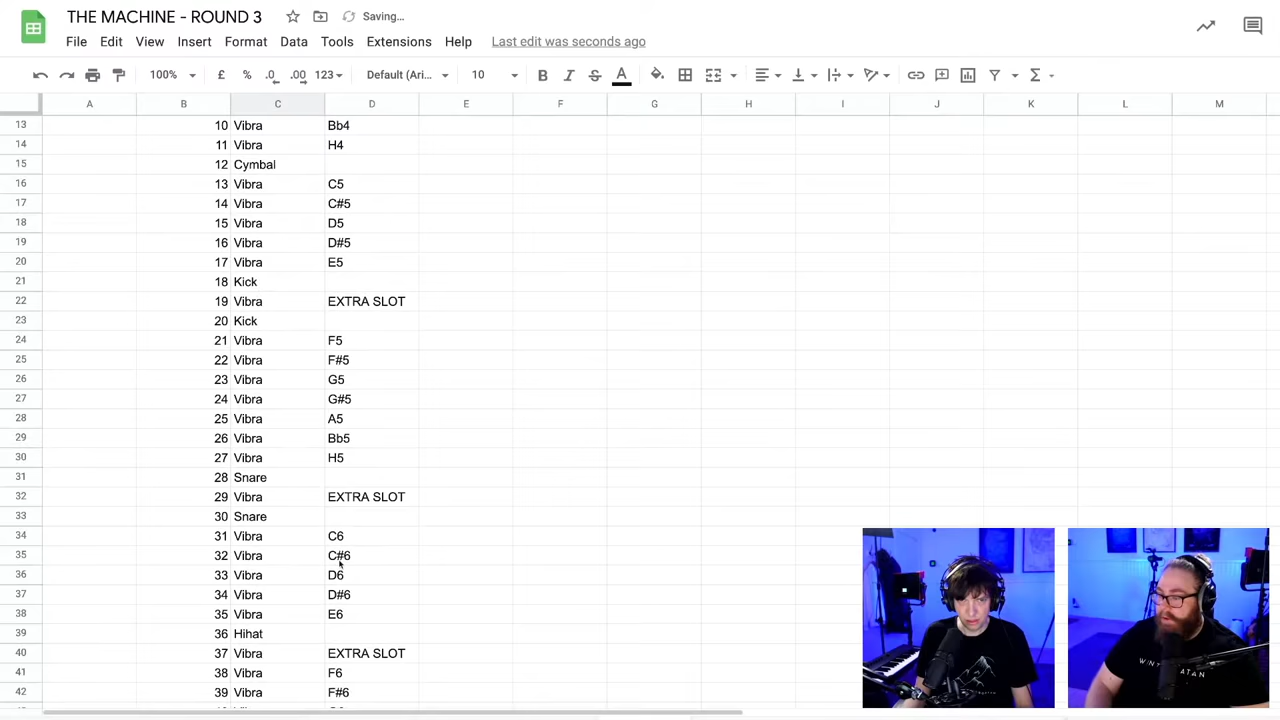 THE MACHINE - ROUND 3 Saving…
File Edit View Insert Format Data Tools Extensions Help Last edit was seconds ago
100% £ % .0 .00 123 Default (Ari... 10 B I S A
A B C D E F G H I J K L M
13 10 Vibra Bb4
14 11 Vibra H4
15 12 Cymbal
16 13 Vibra C5
17 14 Vibra C#5
18 15 Vibra D5
19 16 Vibra D#5
20 17 Vibra E5
21 18 Kick
22 19 Vibra EXTRA SLOT
23 20 Kick
24 21 Vibra F5
25 22 Vibra F#5
26 23 Vibra G5
27 24 Vibra G#5
28 25 Vibra A5
29 26 Vibra Bb5
30 27 Vibra H5
31 28 Snare
32 29 Vibra EXTRA SLOT
33 30 Snare
34 31 Vibra C6
35 32 Vibra C#6
36 33 Vibra D6
37 34 Vibra D#6
38 35 Vibra E6
39 36 Hihat
40 37 Vibra EXTRA SLOT
41 38 Vibra F6
42 39 Vibra F#6